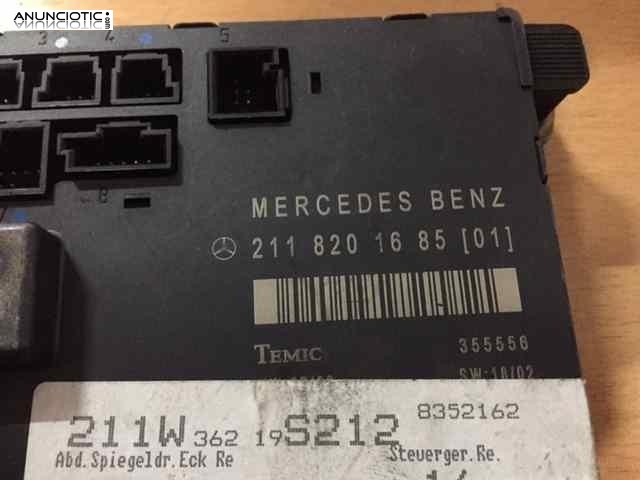 ANUNCIOTIC!
.COM
3 4 5
8
MERCEDES BENZ
211 820 16 85 [01]
TEMIC 355556
SW:18/02
211W 362 19S212 8352162
Abd.Spiegeldr.Eck Re Steuerger.Re.